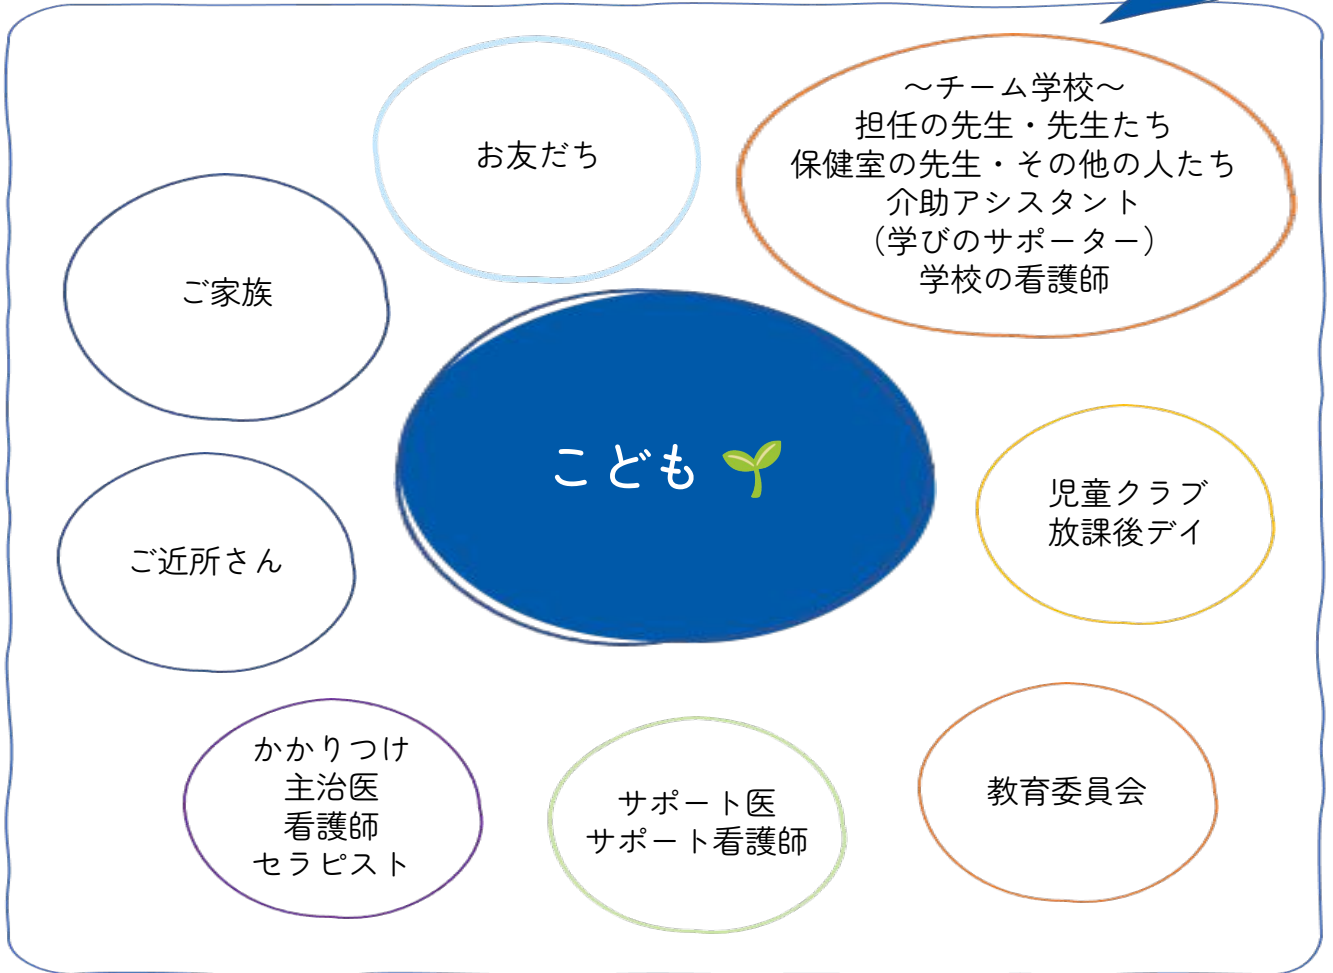 お友だち
～チーム学校～
担任の先生・先生たち
保健室の先生・その他の人たち
介助アシスタント
（学びのサポーター）
学校の看護師
ご家族
こども
児童クラブ
放課後デイ
ご近所さん
かかりつけ
主治医
看護師
セラピスト
サポート医
サポート看護師
教育委員会